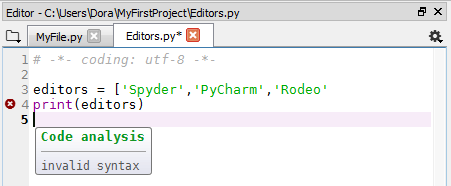 Editor - C:\Users\Dora\MyFirstProject\Editors.py
MyFile.py Editors.py*
1 # -*- coding: utf-8 -*-
2
3 editors = ['Spyder','PyCharm','Rodeo'
4 print(editors)
5
Code analysis
invalid syntax